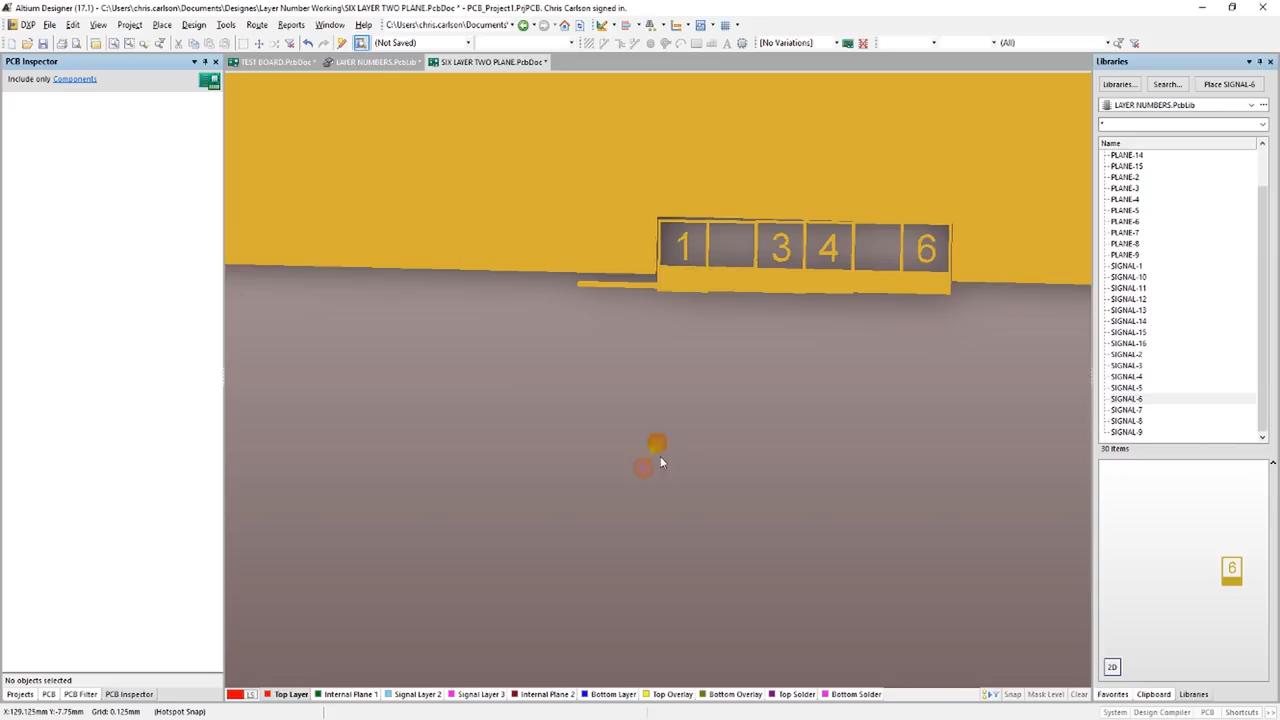 C:\Users\chris.carlson\Documents\Designes\Layer Number Working\SIX LAYER TWO PLANE.PcbDoc * - PCB_Project1.PrjPCB. Chris Carlson signed in.
DXP File Edit View Project Place Design Tools Route Reports Window Help C:\Users\chris.carlson\Documents\
(Not Saved) [No Variations] (All)
PCB Inspector TEST BOARD.PcbDoc * LAYER NUMBERS.PcbLib * SIX LAYER TWO PLANE.PcbDoc * Libraries
Include only Components
Libraries... Search... Place SIGNAL-6
LAYER NUMBERS.PcbLib
*
Name
PLANE-14
PLANE-15
PLANE-2
PLANE-3
PLANE-4
PLANE-5
PLANE-6
PLANE-7
PLANE-8
PLANE-9
SIGNAL-1
SIGNAL-10
SIGNAL-11
SIGNAL-12
SIGNAL-13
SIGNAL-14
SIGNAL-15
SIGNAL-16
SIGNAL-2
SIGNAL-3
SIGNAL-4
SIGNAL-5
SIGNAL-6
SIGNAL-7
SIGNAL-8
SIGNAL-9
30 items
1 3 4 6
6
2D
No objects selected
Projects PCB PCB Filter PCB Inspector LS Top Layer Internal Plane 1 Signal Layer 2 Signal Layer 3 Internal Plane 2 Bottom Layer Top Overlay Bottom Overlay Top Solder Bottom Solder Snap Mask Level Clear Favorites Clipboard Libraries
X:129.125mm Y:-7.75mm Grid: 0.125mm (Hotspot Snap) System Design Compiler PCB Shortcuts >>